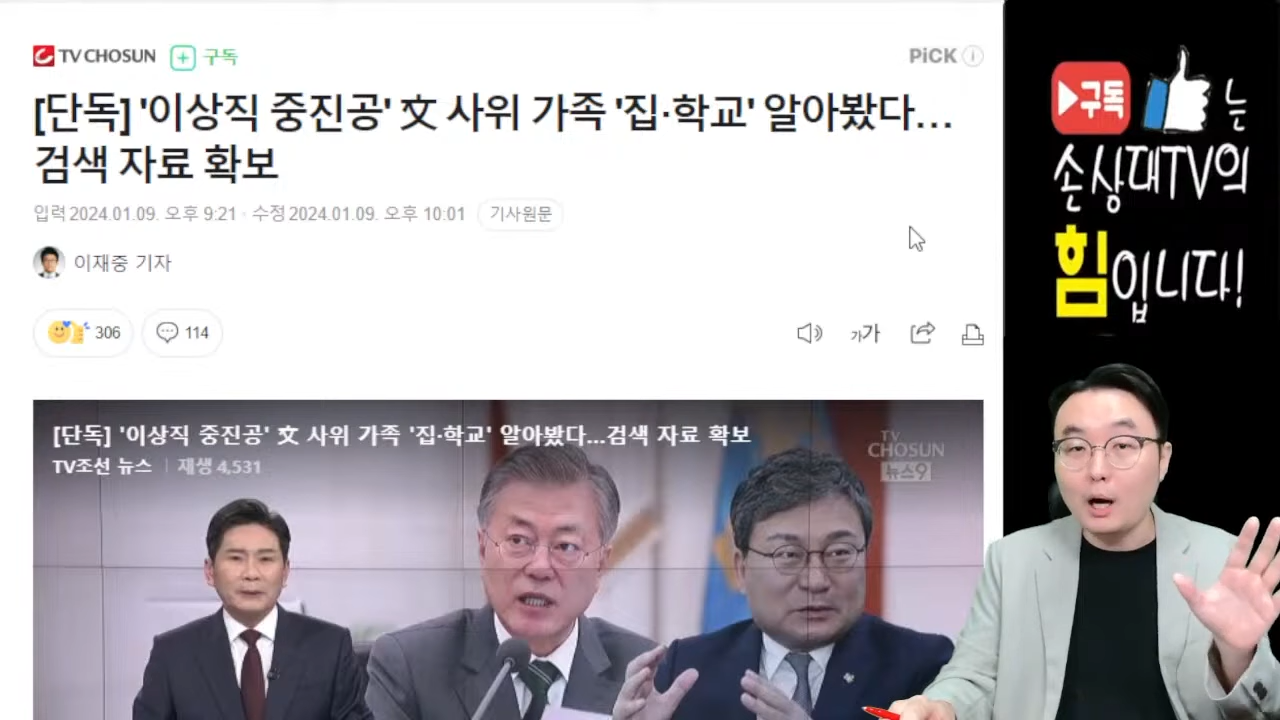 TV CHOSUN 구독
PiCK
[단독] '이상직 중진공' 文 사위 가족 '집·학교' 알아봤다…
검색 자료 확보
입력 2024.01.09. 오후 9:21 · 수정 2024.01.09. 오후 10:01 기사원문
이재중 기자
306 114
가가
[단독] '이상직 중진공' 文 사위 가족 '집·학교' 알아봤다...검색 자료 확보
TV조선 뉴스 | 재생 4,531
TV
CHOSUN
뉴스9
구독 는
손상대TV의
힘입니다!